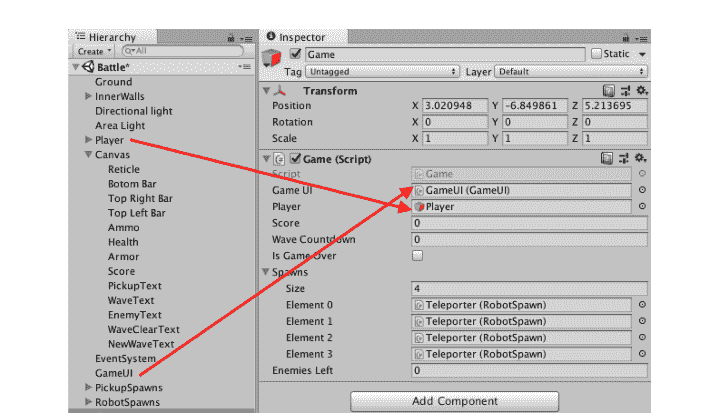 Hierarchy
Create
All
Battle*
Ground
InnerWalls
Directional light
Area Light
Player
Canvas
Reticle
Botom Bar
Top Right Bar
Top Left Bar
Ammo
Health
Armor
Score
PickupText
WaveText
EnemyText
WaveClearText
NewWaveText
EventSystem
GameUI
PickupSpawns
RobotSpawns
Inspector
Game
Static
Tag Untagged Layer Default
Transform
Position X 3.020948 Y -6.849861 Z 5.213695
Rotation X 0 Y 0 Z 0
Scale X 1 Y 1 Z 1
Game (Script)
Script Game
Game UI GameUI (GameUI)
Player Player
Score 0
Wave Countdown 0
Is Game Over
Spawns
Size 4
Element 0 Teleporter (RobotSpawn)
Element 1 Teleporter (RobotSpawn)
Element 2 Teleporter (RobotSpawn)
Element 3 Teleporter (RobotSpawn)
Enemies Left 0
Add Component